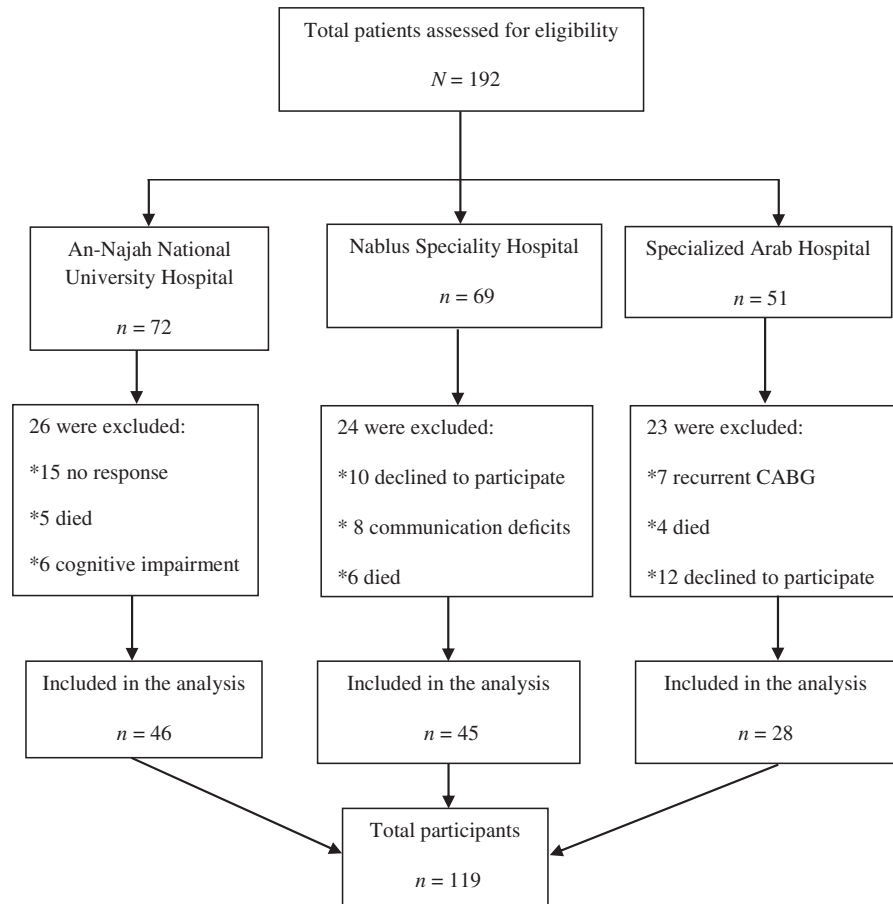 Total patients assessed for eligibility
N = 192
An-Najah National
University Hospital
n = 72
Nablus Speciality Hospital
n = 69
Specialized Arab Hospital
n = 51
26 were excluded:
*15 no response
*5 died
*6 cognitive impairment
24 were excluded:
*10 declined to participate
* 8 communication deficits
*6 died
23 were excluded:
*7 recurrent CABG
*4 died
*12 declined to participate
Included in the analysis
n = 46
Included in the analysis
n = 45
Included in the analysis
n = 28
Total participants
n = 119